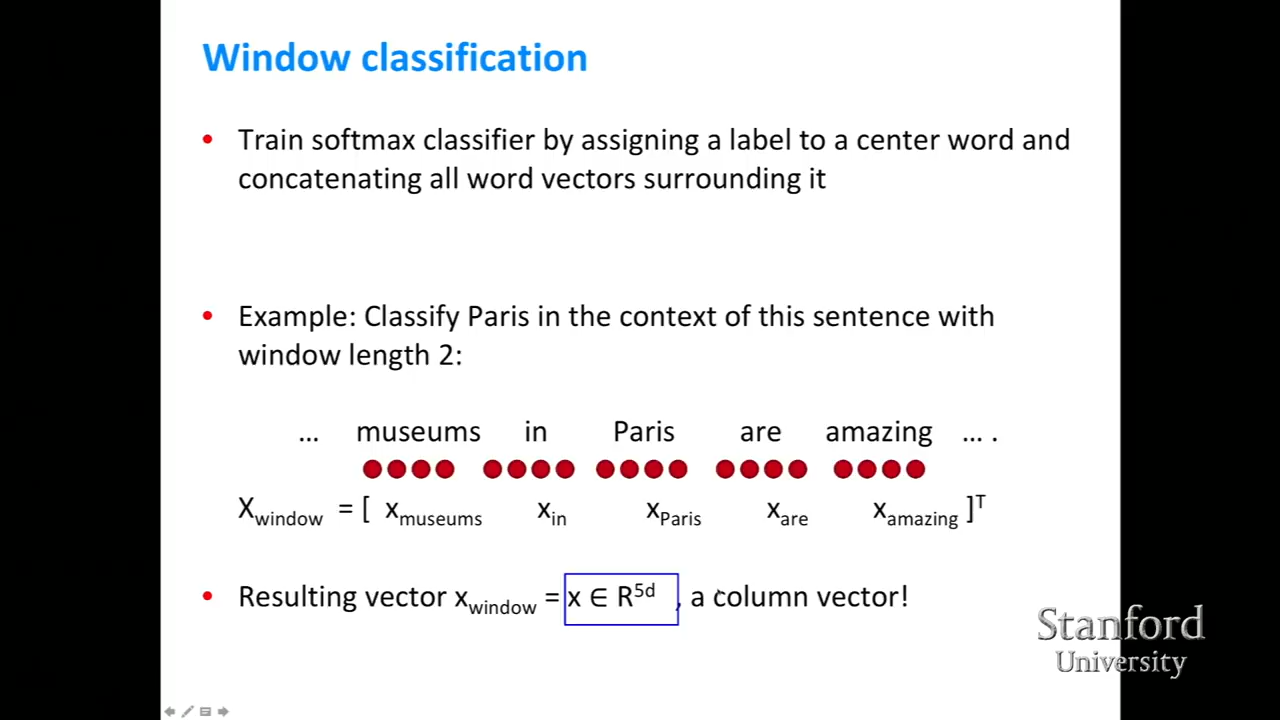 Window classification
• Train softmax classifier by assigning a label to a center word and
concatenating all word vectors surrounding it
• Example: Classify Paris in the context of this sentence with
window length 2:
… museums in Paris are amazing … .
Xwindow = [ xmuseums xin xParis xare xamazing ]T
• Resulting vector xwindow = x ∈ R5d , a column vector!
Stanford
University